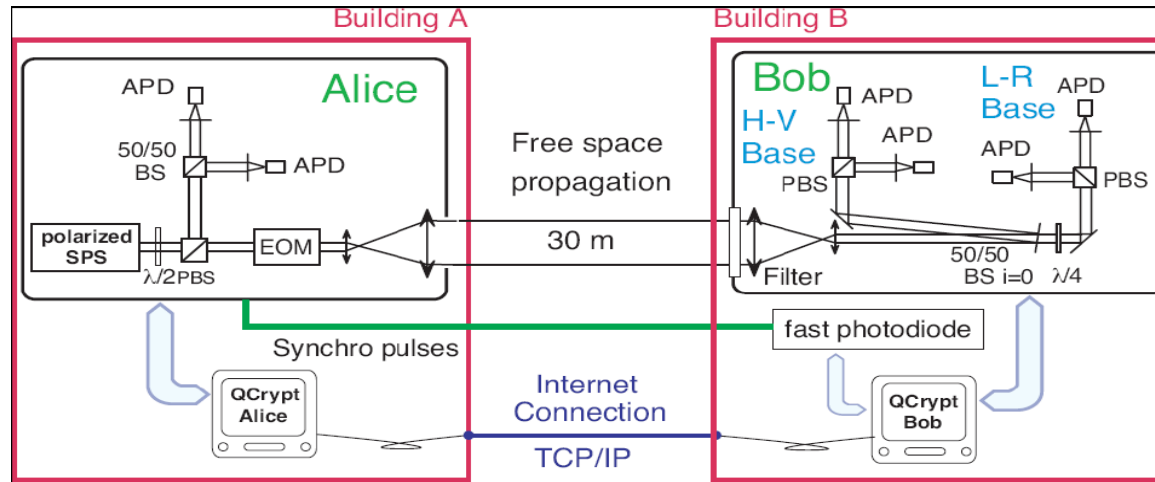 Building A
Building B
Alice
APD
50/50
BS
APD
polarized
SPS
λ/2
PBS
EOM
Free space
propagation
30 m
Bob
H-V
Base
APD
APD
PBS
L-R
Base
APD
APD
PBS
Filter
50/50
BS i=0
λ/4
Synchro pulses
fast photodiode
QCrypt
Alice
Internet
Connection
TCP/IP
QCrypt
Bob